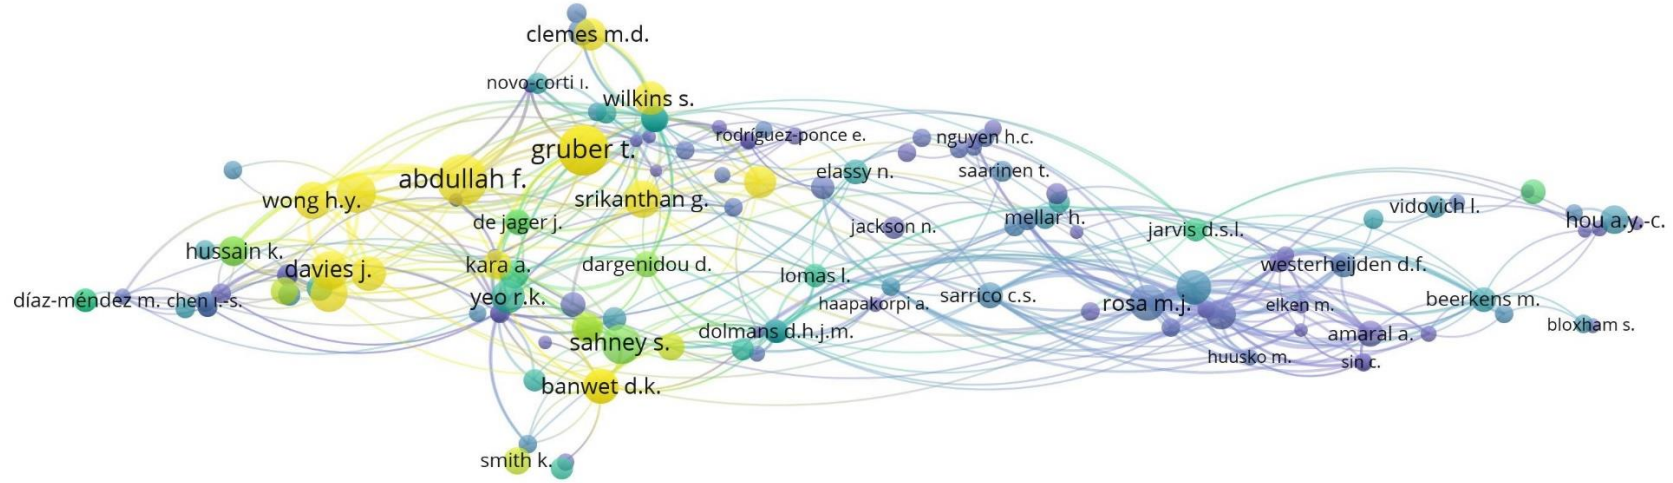 clemes m.d.
novo-corti ı.
wilkins s.
rodríguez-ponce e.
nguyen h.c.
gruber t.
elassy n.
saarinen t.
abdullah f.
wong h.y.
srikanthan g.
vidovich l.
de jager j.
jackson n.
mellar h.
jarvis d.s.l.
hou a.y.-c.
hussain k.
davies j.
kara a.
dargenidou d.
lomas l.
westerheijden d.f.
díaz-méndez m.
chen ı.-s.
yeo r.k.
haapakorpi a.
sarrico c.s.
rosa m.j.
elken m.
beerkens m.
bloxham s.
sahney s.
dolmans d.h.j.m.
amaral a.
huusko m.
sin c.
banwet d.k.
smith k.